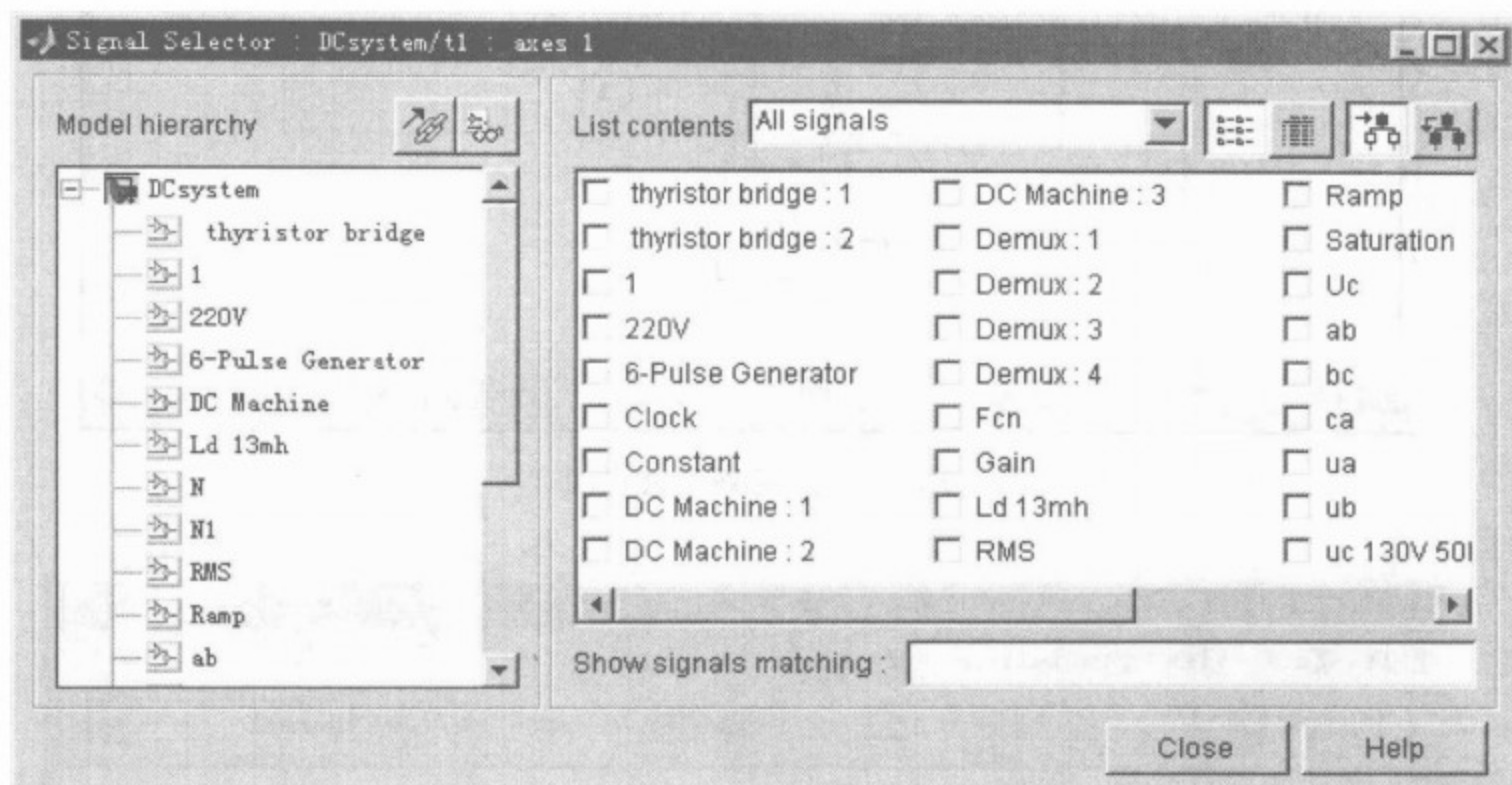 Signal Selector : DCsystem/t1 : axes 1
Model hierarchy
DCsystem
thyristor bridge
1
220V
6-Pulse Generator
DC Machine
Ld 13mh
N
N1
RMS
Ramp
ab
List contents All signals
thyristor bridge : 1
thyristor bridge : 2
1
220V
6-Pulse Generator
Clock
Constant
DC Machine : 1
DC Machine : 2
DC Machine : 3
Demux : 1
Demux : 2
Demux : 3
Demux : 4
Fcn
Gain
Ld 13mh
RMS
Ramp
Saturation
Uc
ab
bc
ca
ua
ub
uc 130V
Show signals matching :
Close
Help